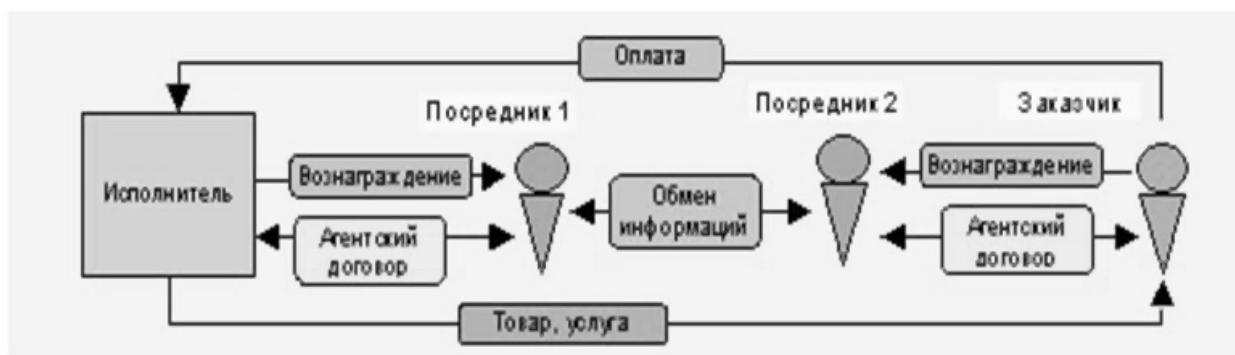 Оплата
Посредник 1
Посредник 2
Заказчик
Исполнитель
Вознаграждение
Вознаграждение
Обмен
информаций
Агентский
договор
Агентский
договор
Товар, услуга